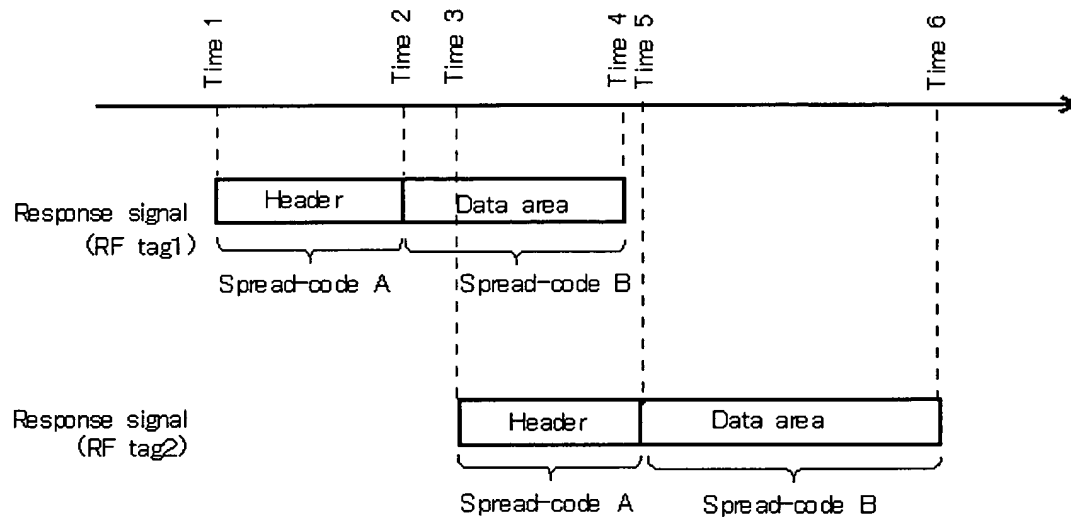 Time 1
Time 2
Time 3
Time 4
Time 5
Time 6
Response signal
(RF tag1)
Header
Data area
Spread-code A
Spread-code B
Response signal
(RF tag2)
Header
Data area
Spread-code A
Spread-code B